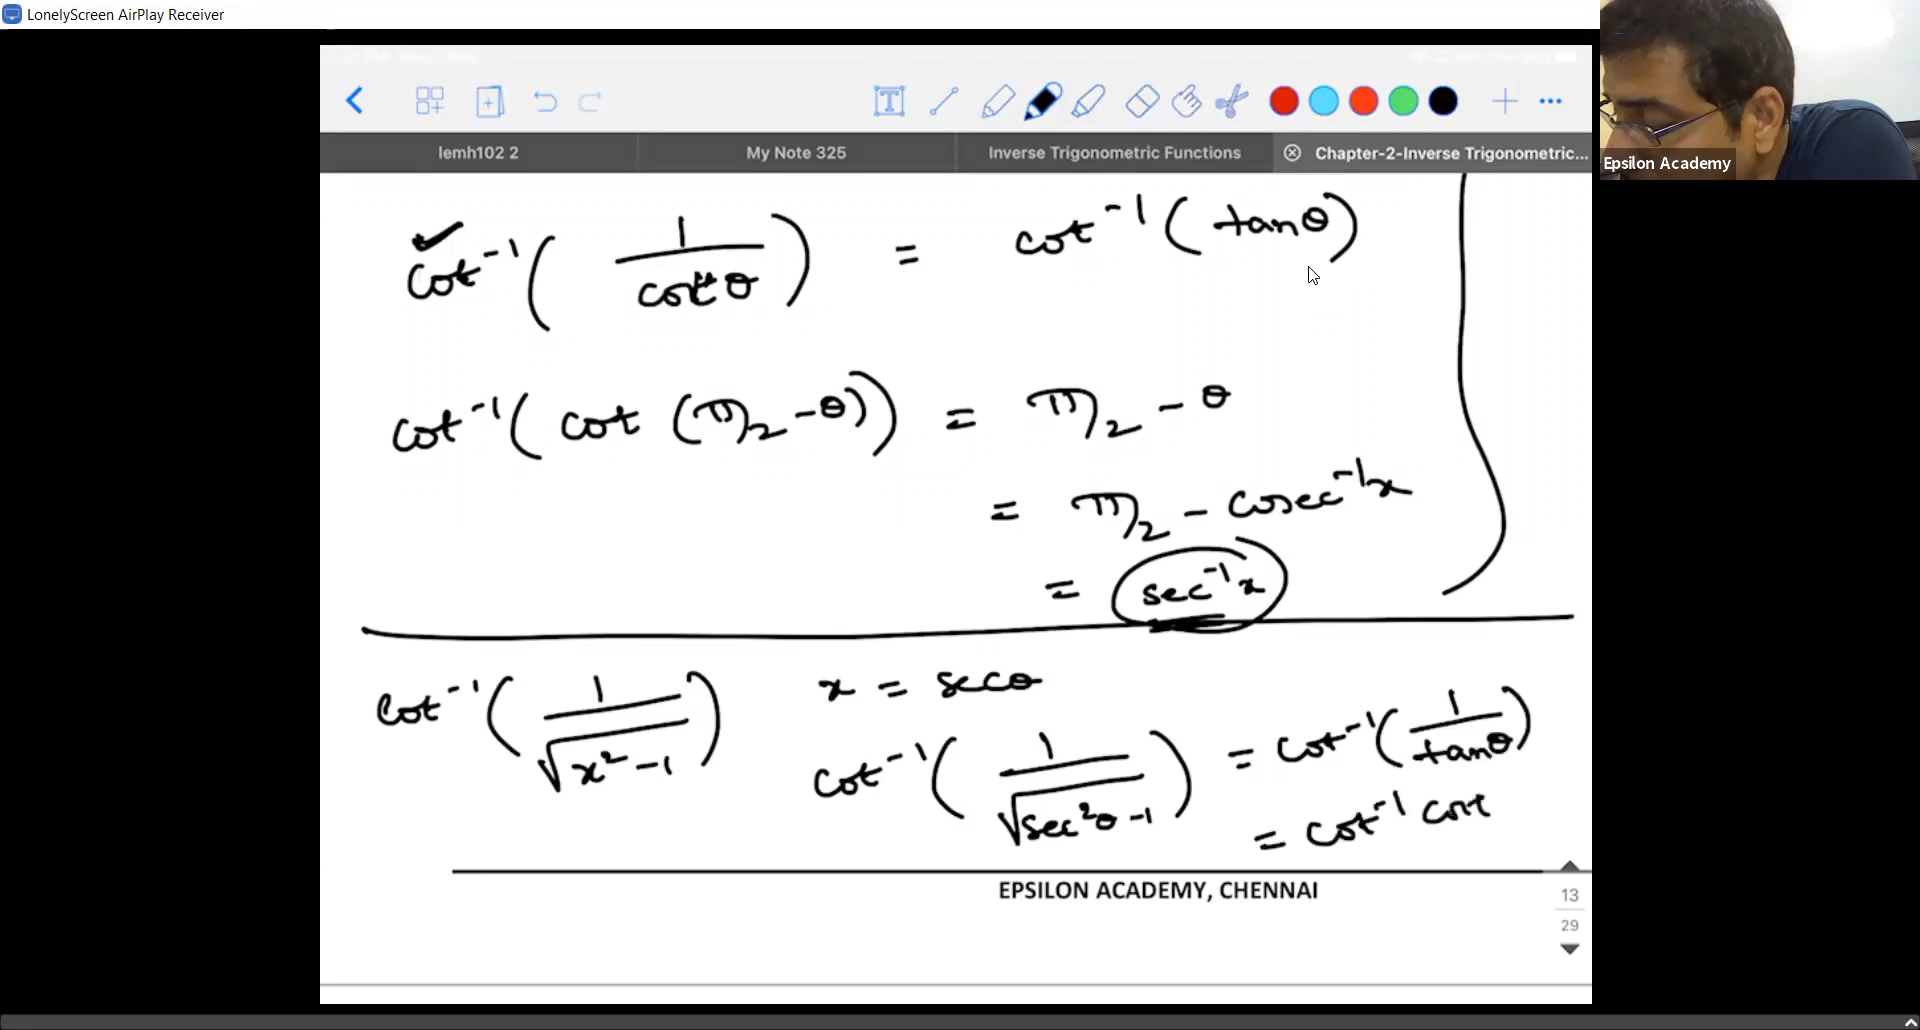 LonelyScreen AirPlay Receiver
lemh102 2
My Note 325
Inverse Trigonometric Functions
Chapter-2-Inverse Trigonometric...
Epsilon Academy
cot⁻¹(1/cotθ) = cot⁻¹(tanθ)
cot⁻¹(cot(π/2 - θ)) = π/2 - θ
= π/2 - cosec⁻¹x
= sec⁻¹x
cot⁻¹(1/√(x²-1)) x = secθ
cot⁻¹(1/√(sec²θ-1)) = cot⁻¹(1/tanθ)
= cot⁻¹ cot
EPSILON ACADEMY, CHENNAI
13
29